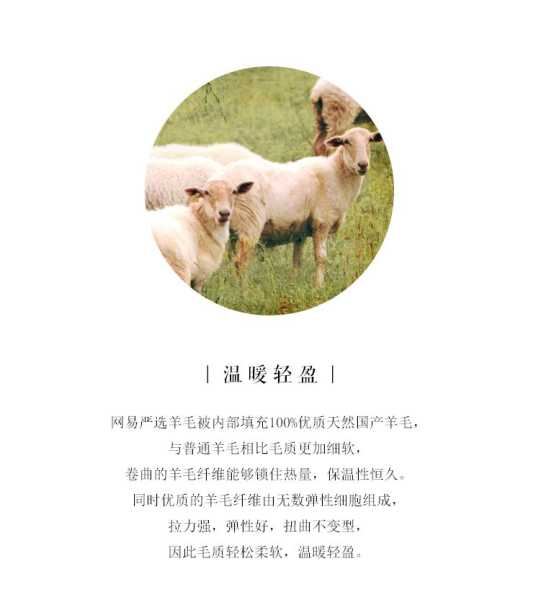 | 温暖轻盈 |
网易严选羊毛被内部填充100%优质天然国产羊毛，
与普通羊毛相比毛质更加细软，
卷曲的羊毛纤维能够锁住热量，保温性恒久。
同时优质的羊毛纤维由无数弹性细胞组成，
拉力强，弹性好，扭曲不变型，
因此毛质轻松柔软，温暖轻盈。